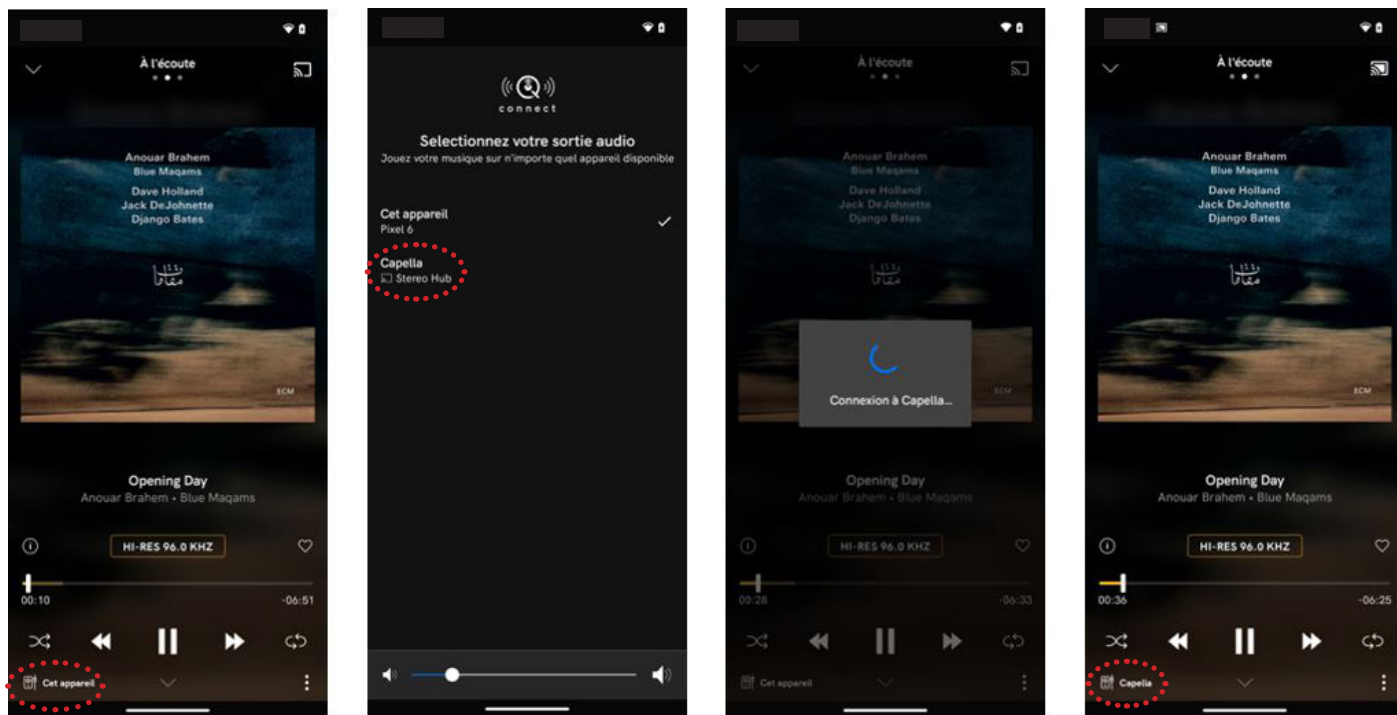 À l'écoute
Anouar Brahem
Blue Maqams
Dave Holland
Jack DeJohnette
Django Bates
مقامات
ECM
Opening Day
Anouar Brahem • Blue Maqams
HI-RES 96.0 KHZ
00:10
-06:51
Cet appareil
Q
connect
Selectionnez votre sortie audio
Jouez votre musique sur n'importe quel appareil disponible
Cet appareil
Pixel 6
Capella
Stereo Hub
À l'écoute
Anouar Brahem
Blue Maqams
Dave Holland
Jack DeJohnette
Django Bates
Connexion à Capella...
ECM
Opening Day
Anouar Brahem • Blue Maqams
HI-RES 96.0 KHZ
00:28
-06:33
Cet appareil
À l'écoute
Anouar Brahem
Blue Maqams
Dave Holland
Jack DeJohnette
Django Bates
ECM
Opening Day
Anouar Brahem • Blue Maqams
HI-RES 96.0 KHZ
00:36
-06:25
Capella